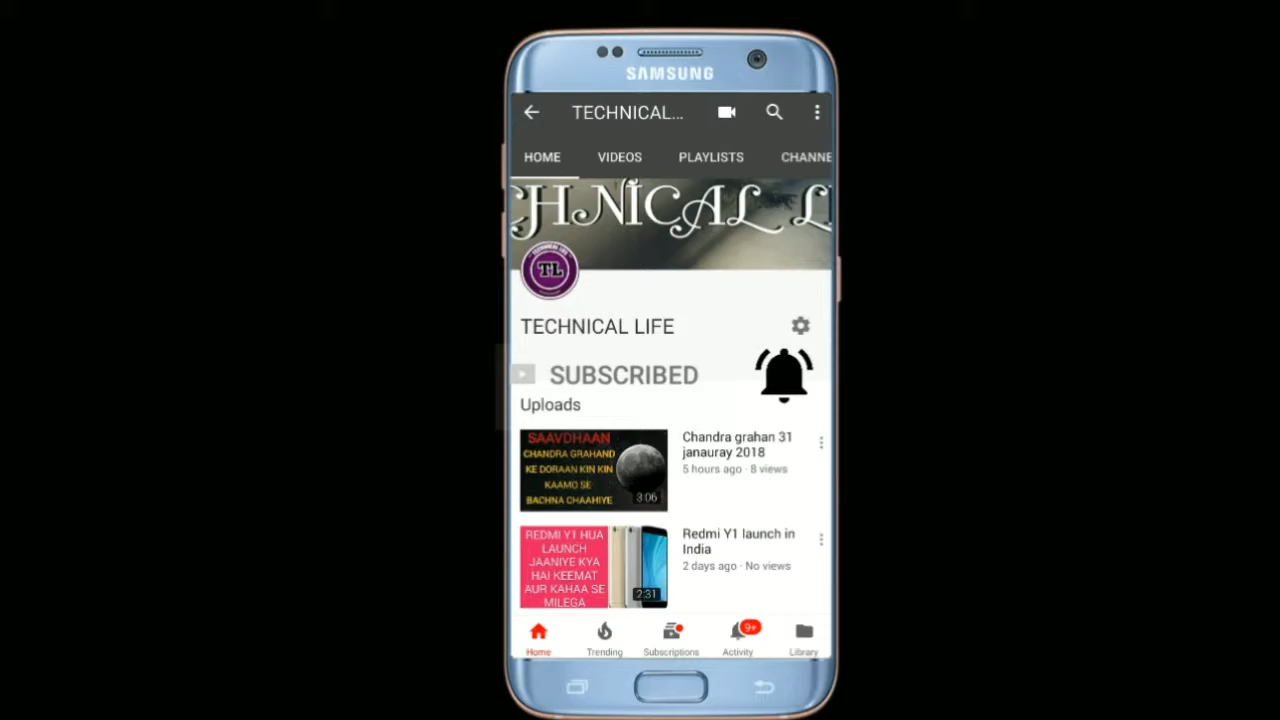 SAMSUNG
TECHNICAL...
HOME VIDEOS PLAYLISTS CHANNE
CHNICAL L
TECHNICAL LIFE
TL
TECHNICAL LIFE
SUBSCRIBED
Uploads
SAAVDHAAN
CHANDRA GRAHAND
KE DORAAN KIN KIN
KAAMO SE
BACHNA CHAAHIYE
3:06
Chandra grahan 31
janauray 2018
5 hours ago · 8 views
REDMI Y1 HUA
LAUNCH
JAANIYE KYA
HAI KEEMAT
AUR KAHAA SE
MILEGA
2:31
Redmi Y1 launch in
India
2 days ago · No views
9+
Home Trending Subscriptions Activity Library